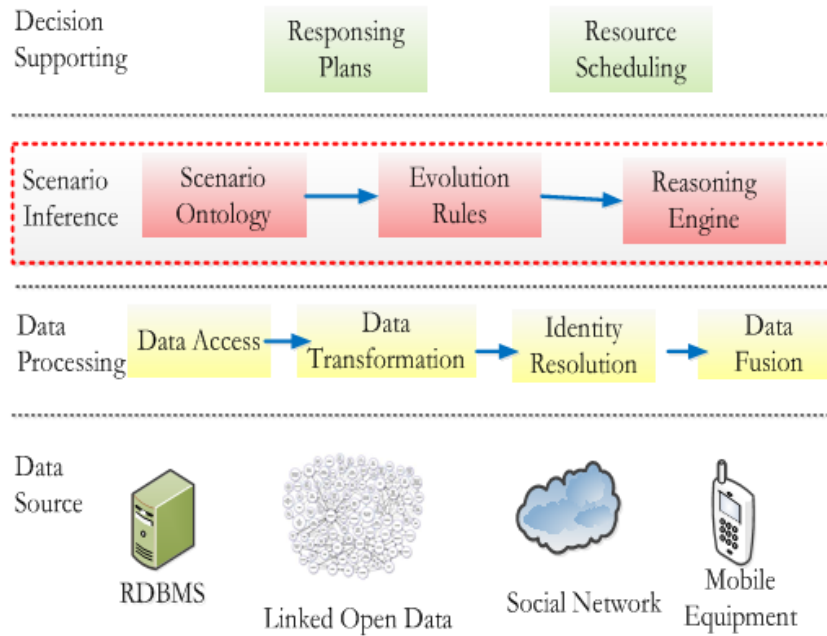 Decision
Supporting
Responsing
Plans
Resource
Scheduling
Scenario
Inference
Scenario
Ontology
Evolution
Rules
Reasoning
Engine
Data
Processing
Data Access
Data
Transformation
Identity
Resolution
Data
Fusion
Data
Source
RDBMS
Linked Open Data
Social Network
Mobile
Equipment